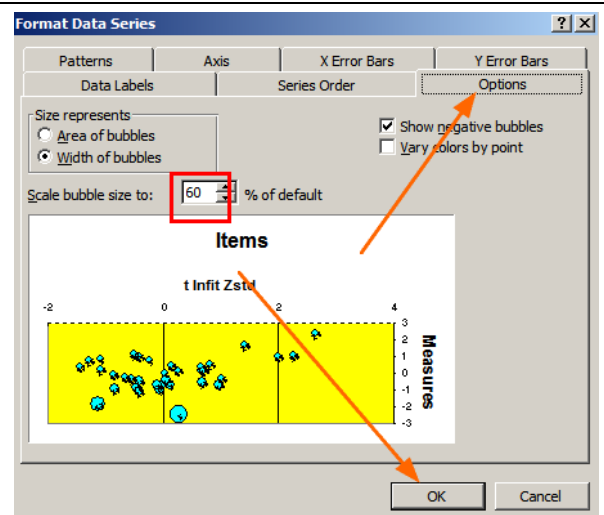 Format Data Series ? X
Patterns Axis X Error Bars Y Error Bars
Data Labels Series Order Options
Size represents
Area of bubbles
Width of bubbles
Show negative bubbles
Vary colors by point
Scale bubble size to: 60 % of default
Items
t Infit Zstd
-2 0 2 4
3
2
1
0
-1
-2
-3
Measures
OK Cancel